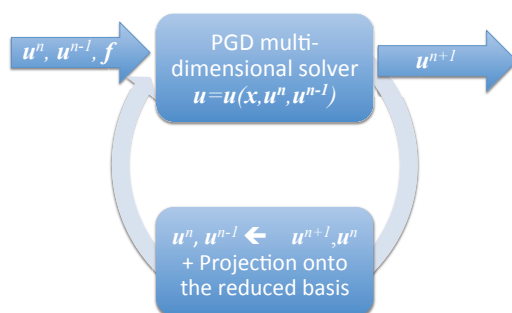 uⁿ, uⁿ⁻¹, f
PGD multi-
dimensional solver
u=u(x,uⁿ,uⁿ⁻¹)
uⁿ⁺¹
uⁿ, uⁿ⁻¹ ← uⁿ⁺¹,uⁿ
+ Projection onto
the reduced basis